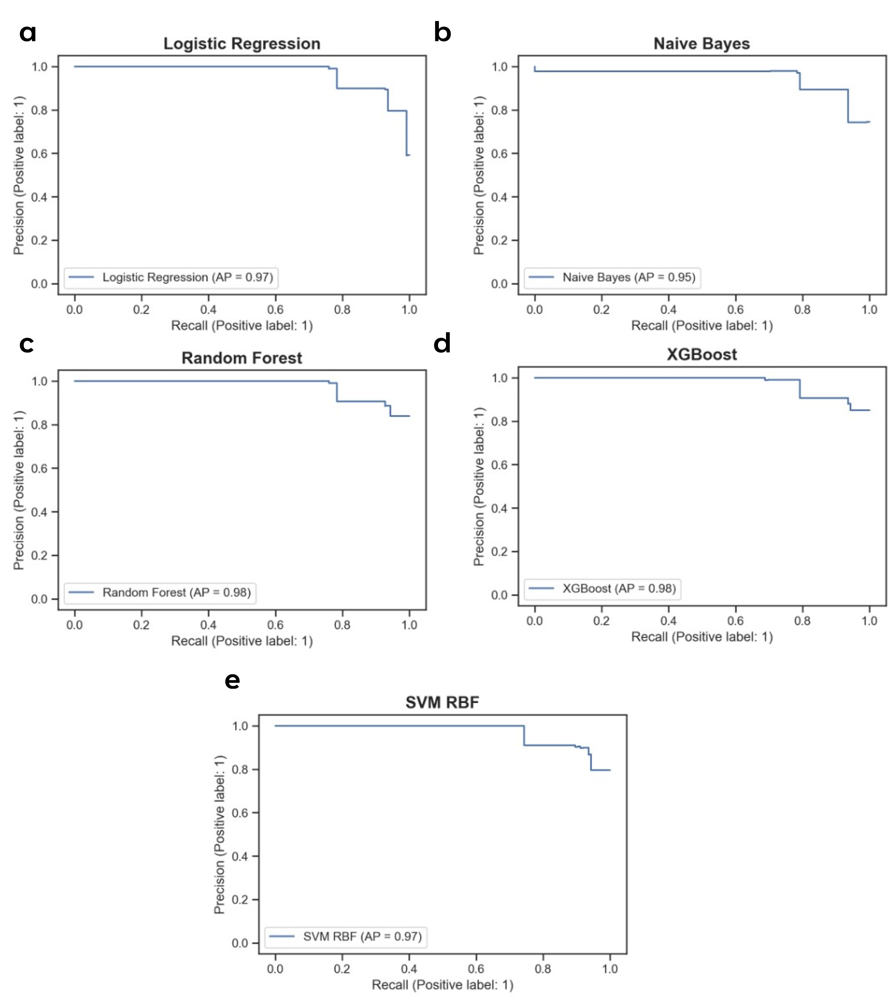 a
Logistic Regression
Precision (Positive label: 1)
1.0
0.8
0.6
0.4
0.2
0.0
Logistic Regression (AP = 0.97)
0.0 0.2 0.4 0.6 0.8 1.0
Recall (Positive label: 1)
b
Naive Bayes
Precision (Positive label: 1)
1.0
0.8
0.6
0.4
0.2
0.0
Naive Bayes (AP = 0.95)
0.0 0.2 0.4 0.6 0.8 1.0
Recall (Positive label: 1)
c
Random Forest
Precision (Positive label: 1)
1.0
0.8
0.6
0.4
0.2
0.0
Random Forest (AP = 0.98)
0.0 0.2 0.4 0.6 0.8 1.0
Recall (Positive label: 1)
d
XGBoost
Precision (Positive label: 1)
1.0
0.8
0.6
0.4
0.2
0.0
XGBoost (AP = 0.98)
0.0 0.2 0.4 0.6 0.8 1.0
Recall (Positive label: 1)
e
SVM RBF
Precision (Positive label: 1)
1.0
0.8
0.6
0.4
0.2
0.0
SVM RBF (AP = 0.97)
0.0 0.2 0.4 0.6 0.8 1.0
Recall (Positive label: 1)